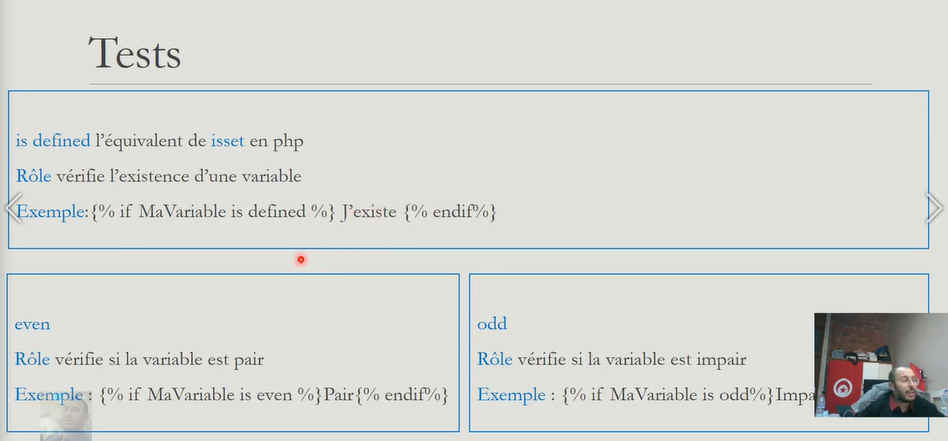 Tests
is defined l'équivalent de isset en php
Rôle vérifie l'existence d'une variable
Exemple:{% if MaVariable is defined %} J'existe {% endif%}
even
Rôle vérifie si la variable est pair
Exemple : {% if MaVariable is even %}Pair{% endif%}
odd
Rôle vérifie si la variable est impair
Exemple : {% if MaVariable is odd%}Impa